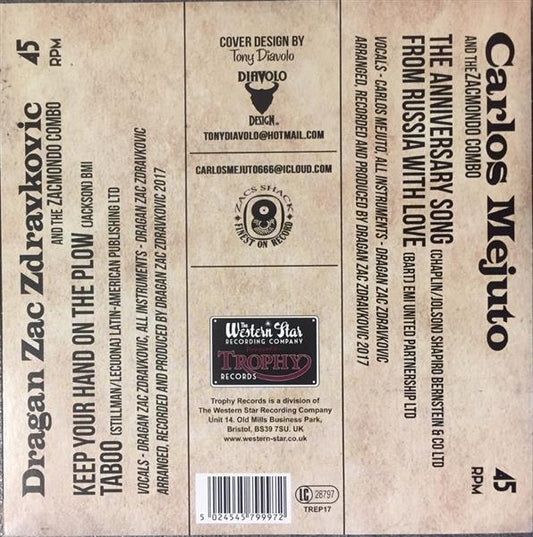 Dragan Zac Zdravkovic
45
RPM
AND THE ZACMONDO COMBO
KEEP YOUR HAND ON THE PLOW (JACKSON) BMI
TABOO (STILLMAN/LECUONA) LATIN-AMERICAN PUBLISHING LTD
VOCALS - DRAGAN ZAC ZDRAVKOVIC, ALL INSTRUMENTS - DRAGAN ZAC ZDRAVKOVIC
ARRANGED, RECORDED AND PRODUCED BY DRAGAN ZAC ZDRAVKOVIC 2017
COVER DESIGN BY
Tony Diavolo
DIAVOLO
DESIGN
TONYDIAVOLO@HOTMAIL.COM
CARLOSMEJUTO666@ICLOUD.COM
ZACS SHACK
FINEST ON RECORD
The
Western Star
RECORDING COMPANY
TROPHY
RECORDS
Trophy Records is a division of
The Western Star Recording Company
Unit 14. Old Mills Business Park,
Bristol, BS39 7SU. UK
www.western-star.co.uk
5 024545 799972
LC 28797
TREP17
Carlos Mejuto
45
RPM
AND THE ZACMONDO COMBO
THE ANNIVERSARY SONG (CHAPLIN/JOLSON) SHAPIRO BERNSTEIN & CO LTD
FROM RUSSIA WITH LOVE (BART) EMI UNITED PARTNERSHIP LTD
VOCALS - CARLOS MEJUTO, ALL INSTRUMENTS - DRAGAN ZAC ZDRAVKOVIC
ARRANGED, RECORDED AND PRODUCED BY DRAGAN ZAC ZDRAVKOVIC 2017